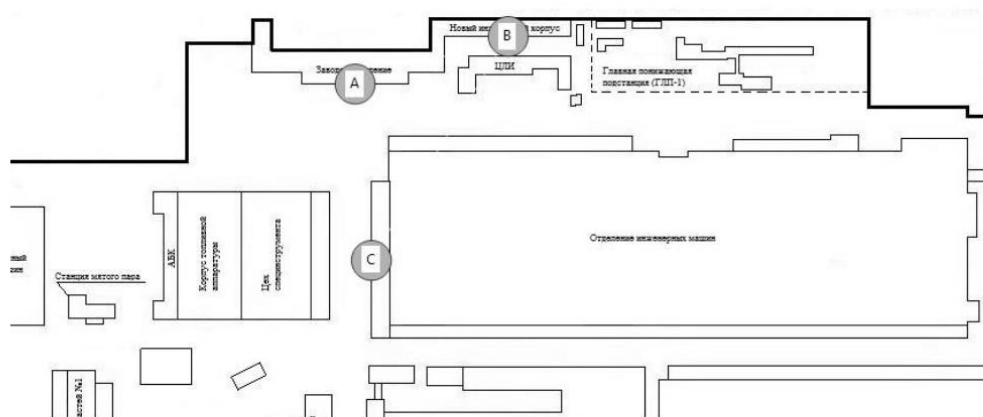 Новый корпус
B
ЦЛИ
A
Главная понижающая
подстанция (ГПП-1)
АБК
Корпус топливной
аппаратуры
Цех
специнструмента
C
Отделение инженерных машин
Станция мятого пара
№1